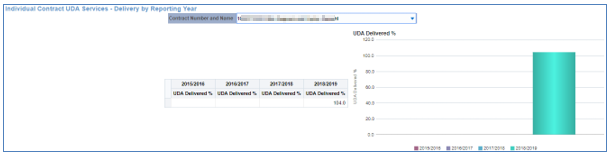 Individual Contract UDA Services - Delivery by Reporting Year
Contract Number and Name
UDA Delivered %
2015/2016 2016/2017 2017/2018 2018/2019
UDA Delivered % UDA Delivered % UDA Delivered % UDA Delivered %
104.0
UDA Delivered %
120.0
100.0
80.0
60.0
40.0
20.0
0.0
2015/2016 2016/2017 2017/2018 2018/2019